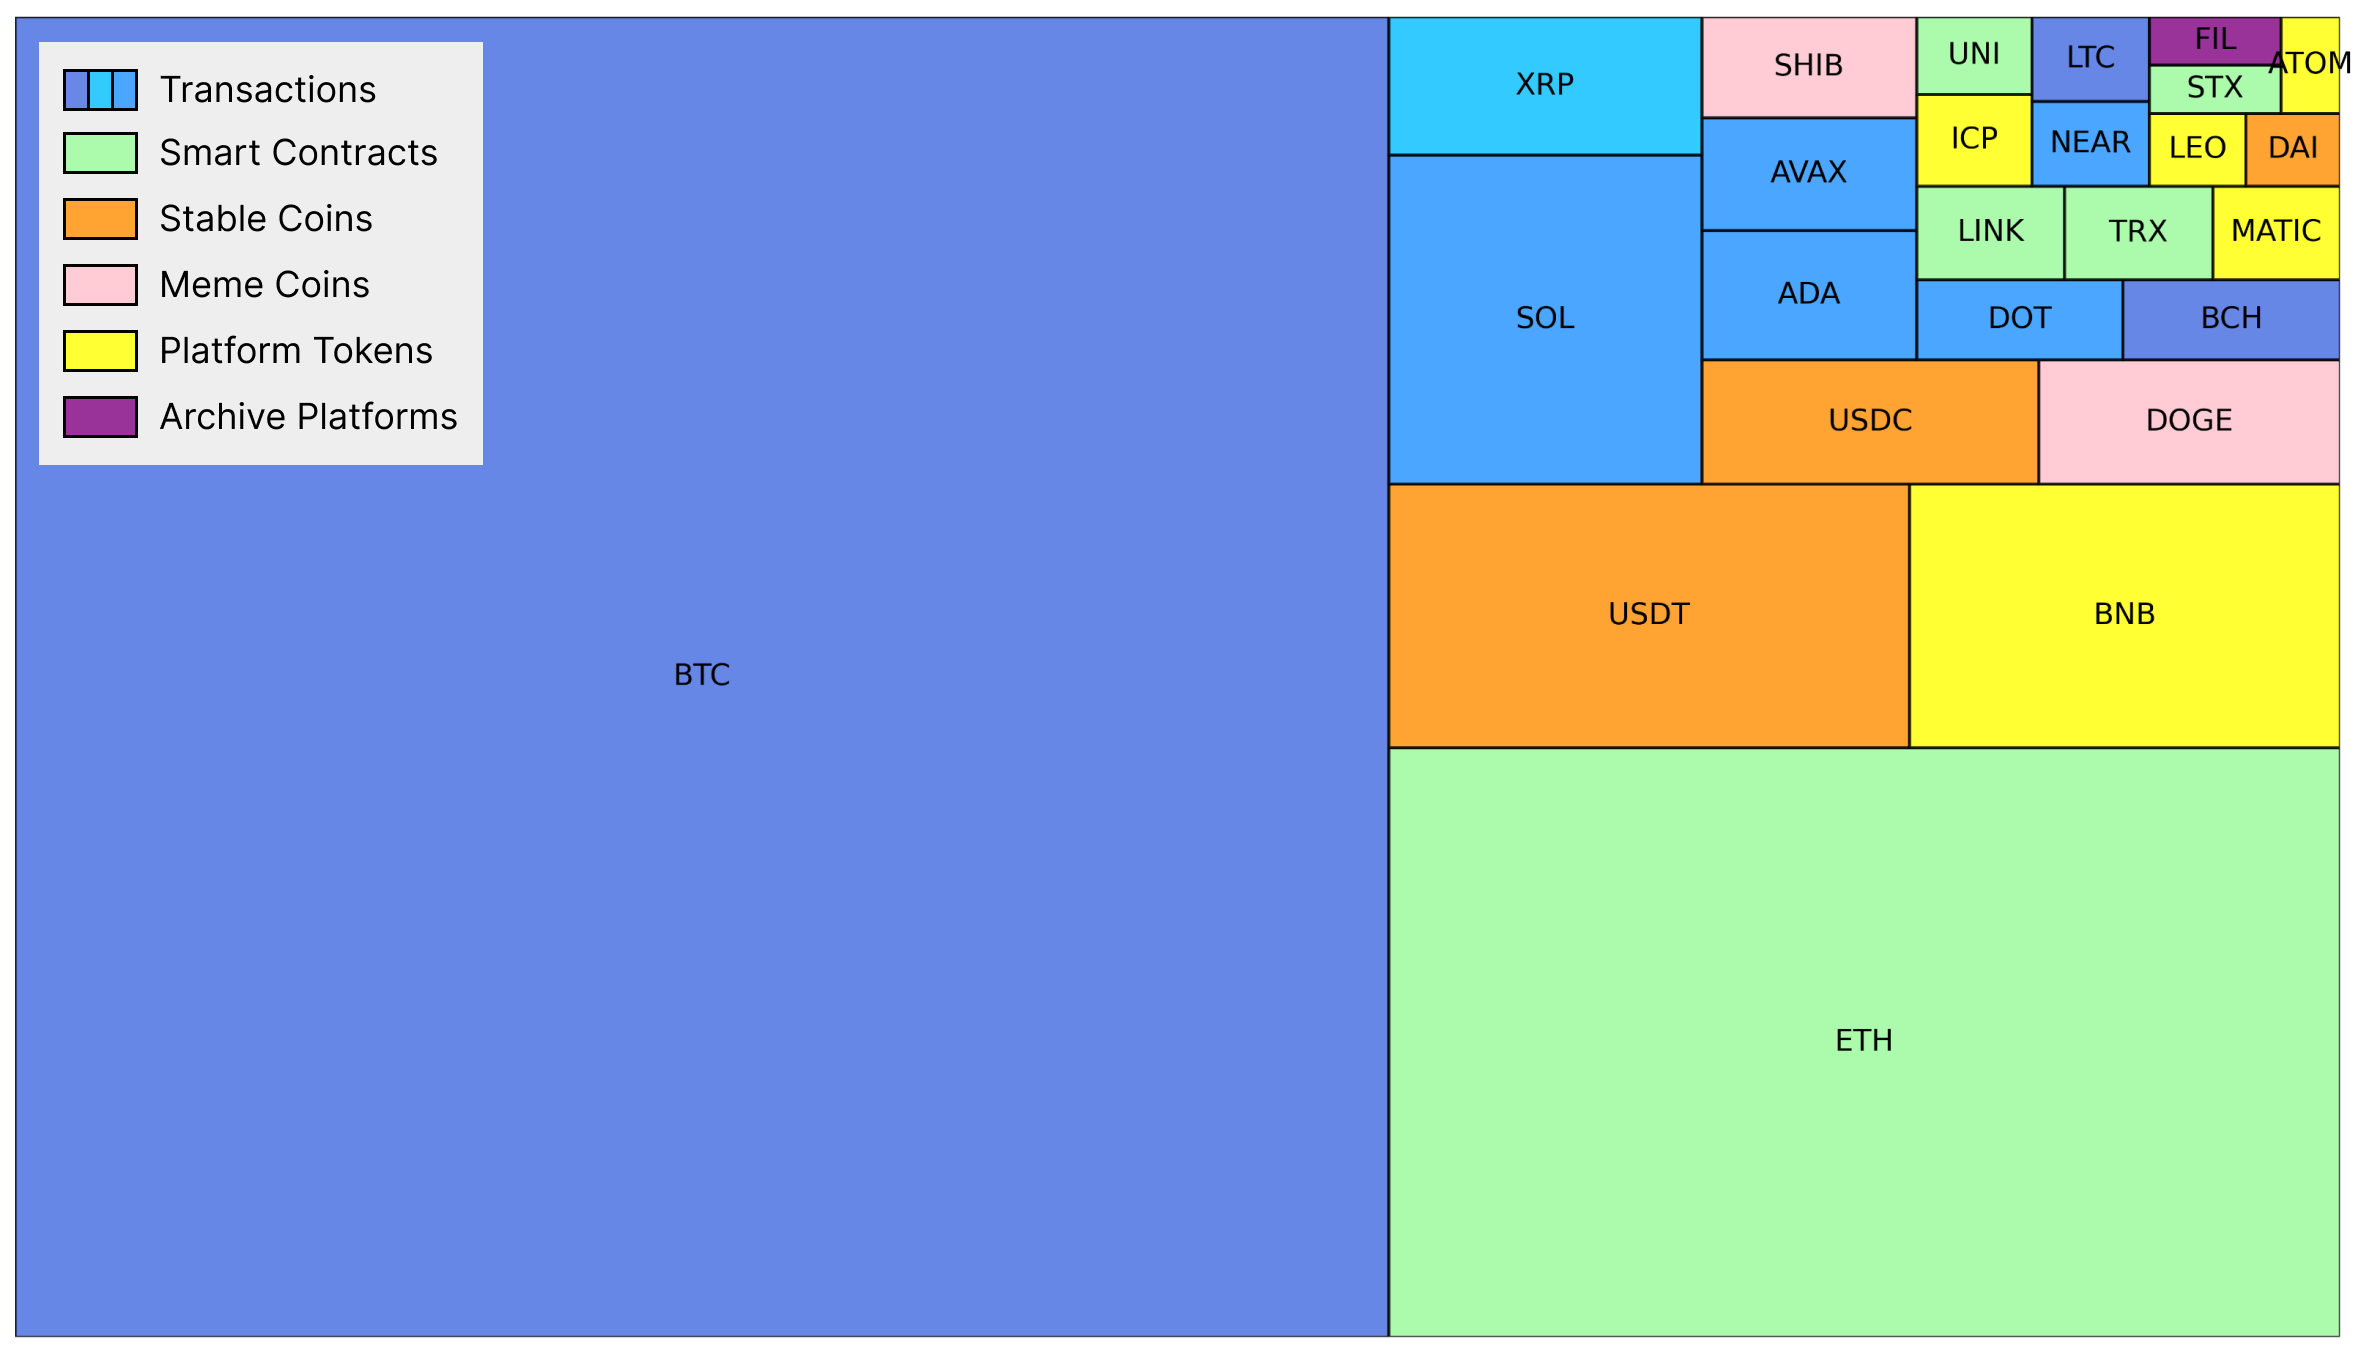 Transactions
Smart Contracts
Stable Coins
Meme Coins
Platform Tokens
Archive Platforms
BTC
XRP
SOL
SHIB
AVAX
ADA
UNI
ICP
LTC
NEAR
FIL
STX
ATOM
LEO
DAI
LINK
TRX
MATIC
DOT
BCH
USDC
DOGE
USDT
BNB
ETH